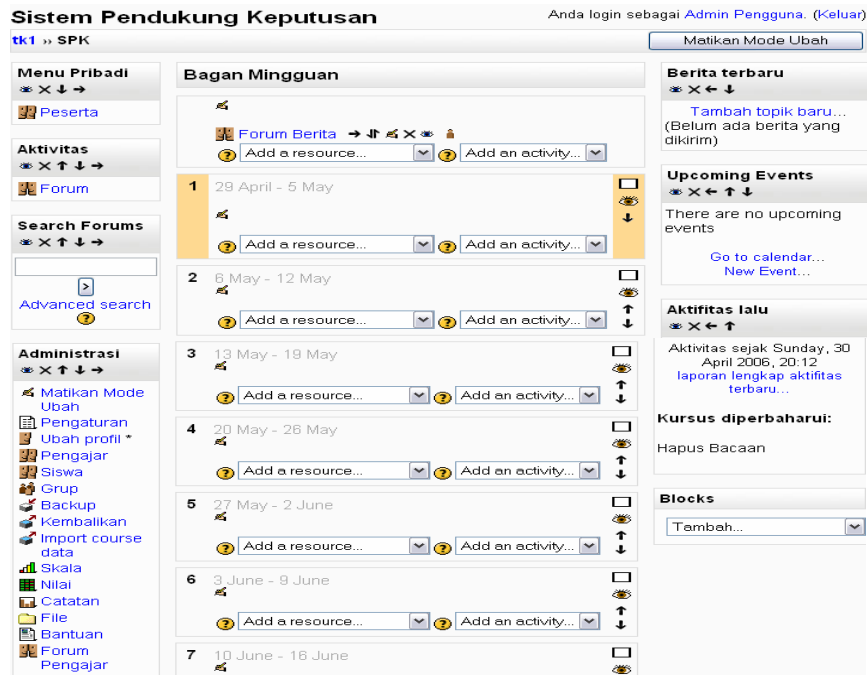 Sistem Pendukung Keputusan
Anda login sebagai Admin Pengguna. (Keluar)
tk1 » SPK
Matikan Mode Ubah
Menu Pribadi
Peserta
Aktivitas
Forum
Search Forums
>
Advanced search
?
Administrasi
Matikan Mode
Ubah
Pengaturan
Ubah profil *
Pengajar
Siswa
Grup
Backup
Kembalikan
Import course
data
Skala
Nilai
Catatan
File
Bantuan
Forum
Pengajar
Bagan Mingguan
Forum Berita
? Add a resource... ? Add an activity...
1 29 April - 5 May
? Add a resource... ? Add an activity...
2 6 May - 12 May
? Add a resource... ? Add an activity...
3 13 May - 19 May
? Add a resource... ? Add an activity...
4 20 May - 26 May
? Add a resource... ? Add an activity...
5 27 May - 2 June
? Add a resource... ? Add an activity...
6 3 June - 9 June
? Add a resource... ? Add an activity...
7 10 June - 16 June
Berita terbaru
Tambah topik baru...
(Belum ada berita yang
dikirim)
Upcoming Events
There are no upcoming
events
Go to calendar...
New Event...
Aktifitas lalu
Aktivitas sejak Sunday, 30
April 2006, 20:12
laporan lengkap aktifitas
terbaru...
Kursus diperbaharui:
Hapus Bacaan
Blocks
Tambah...